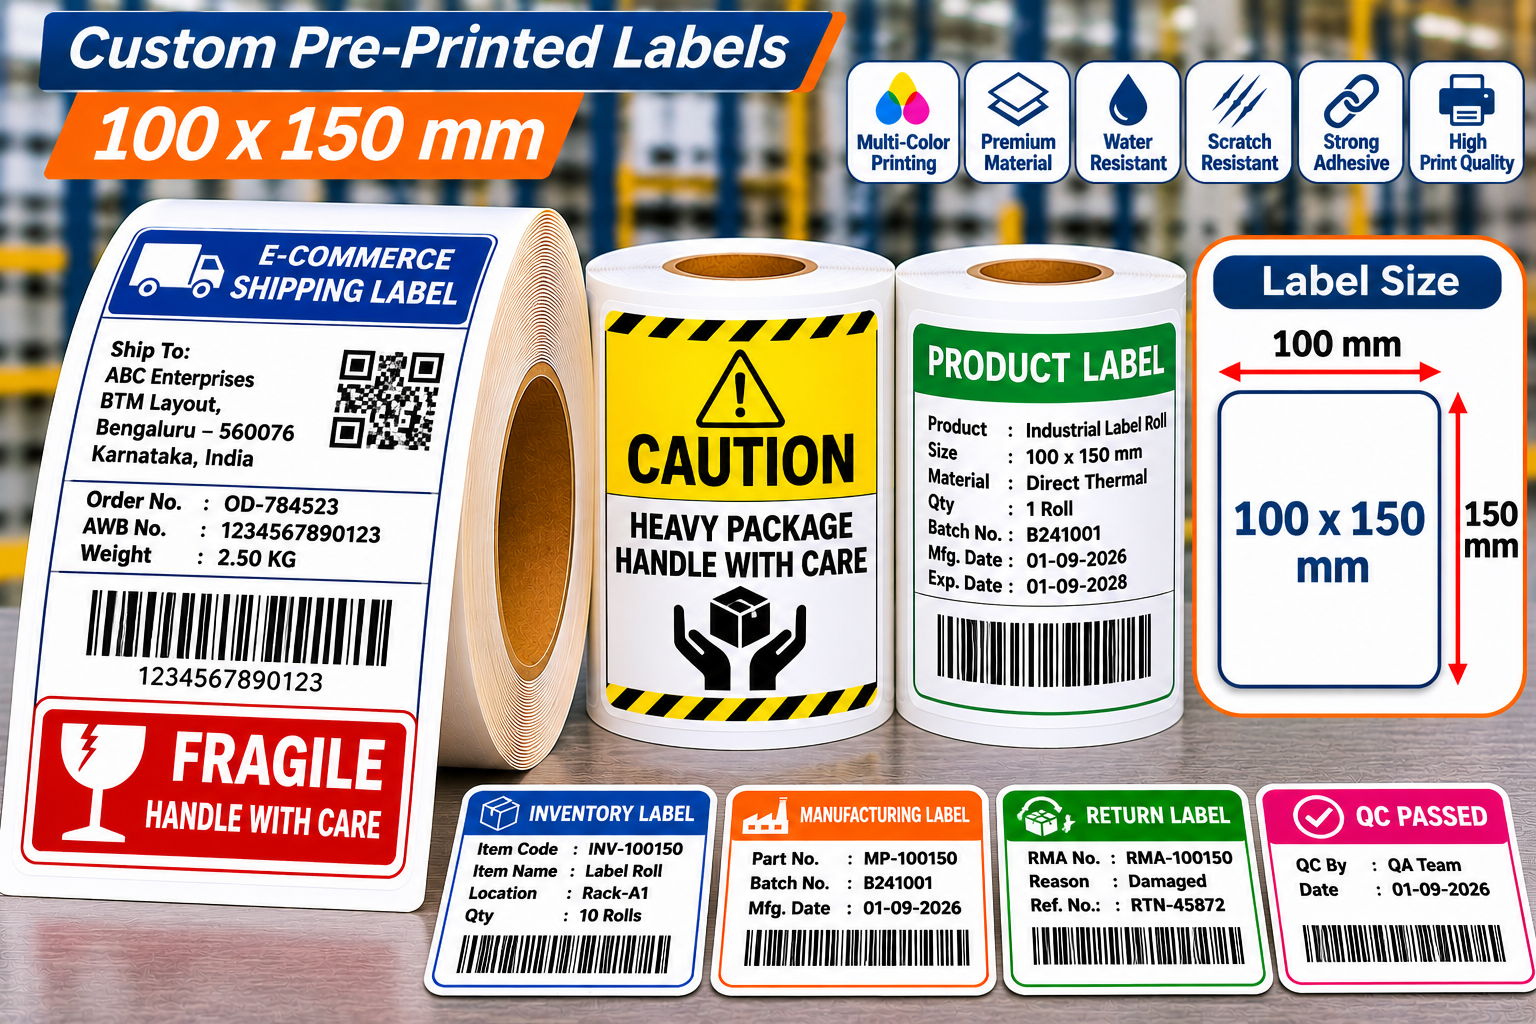 Custom Pre-Printed Labels
100 x 150 mm
Multi-Color
Printing
Premium
Material
Water
Resistant
Scratch
Resistant
Strong
Adhesive
High
Print Quality
E-COMMERCE
SHIPPING LABEL
Ship To:
ABC Enterprises
BTM Layout,
Bengaluru – 560076
Karnataka, India
Order No. : OD-784523
AWB No. : 1234567890123
Weight : 2.50 KG
1234567890123
FRAGILE
HANDLE WITH CARE
CAUTION
HEAVY PACKAGE
HANDLE WITH CARE
PRODUCT LABEL
Product : Industrial Label Roll
Size : 100 x 150 mm
Material : Direct Thermal
Qty : 1 Roll
Batch No. : B241001
Mfg. Date : 01-09-2026
Exp. Date : 01-09-2028
Label Size
100 mm
100 x 150
mm
150
mm
INVENTORY LABEL
Item Code : INV-100150
Item Name : Label Roll
Location : Rack-A1
Qty : 10 Rolls
MANUFACTURING LABEL
Part No. : MP-100150
Batch No. : B241001
Mfg. Date : 01-09-2026
RETURN LABEL
RMA No. : RMA-100150
Reason : Damaged
Ref. No.: : RTN-45872
QC PASSED
QC By : QA Team
Date : 01-09-2026